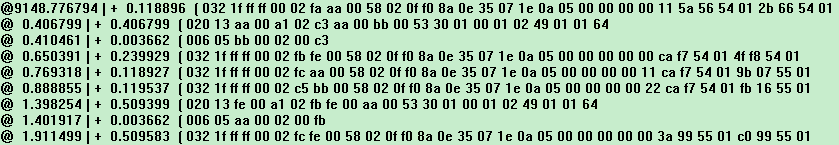 @9148.776794 | + 0.118896 ( 032 1f ff ff 00 02 fa aa 00 58 02 0f f0 8a 0e 35 07 1e 0a 05 00 00 00 00 11 5a 56 54 01 2b 66 54 01
@ 0.406799 | + 0.406799 ( 020 13 aa 00 a1 02 c3 aa 00 bb 00 53 30 01 00 01 02 49 01 01 64
@ 0.410461 | + 0.003662 ( 006 05 bb 00 02 00 c3
@ 0.650391 | + 0.239929 ( 032 1f ff ff 00 02 fb fe 00 58 02 0f f0 8a 0e 35 07 1e 0a 05 00 00 00 00 00 ca f7 54 01 4f f8 54 01
@ 0.769318 | + 0.118927 ( 032 1f ff ff 00 02 fc aa 00 58 02 0f f0 8a 0e 35 07 1e 0a 05 00 00 00 00 11 ca f7 54 01 9b 07 55 01
@ 0.888855 | + 0.119537 ( 032 1f ff ff 00 02 c5 bb 00 58 02 0f f0 8a 0e 35 07 1e 0a 05 00 00 00 00 22 ca f7 54 01 fb 16 55 01
@ 1.398254 | + 0.509399 ( 020 13 fe 00 a1 02 fb fe 00 aa 00 53 30 01 00 01 02 49 01 01 64
@ 1.401917 | + 0.003662 ( 006 05 aa 00 02 00 fb
@ 1.911499 | + 0.509583 ( 032 1f ff ff 00 02 fc fe 00 58 02 0f f0 8a 0e 35 07 1e 0a 05 00 00 00 00 00 3a 99 55 01 c0 99 55 01